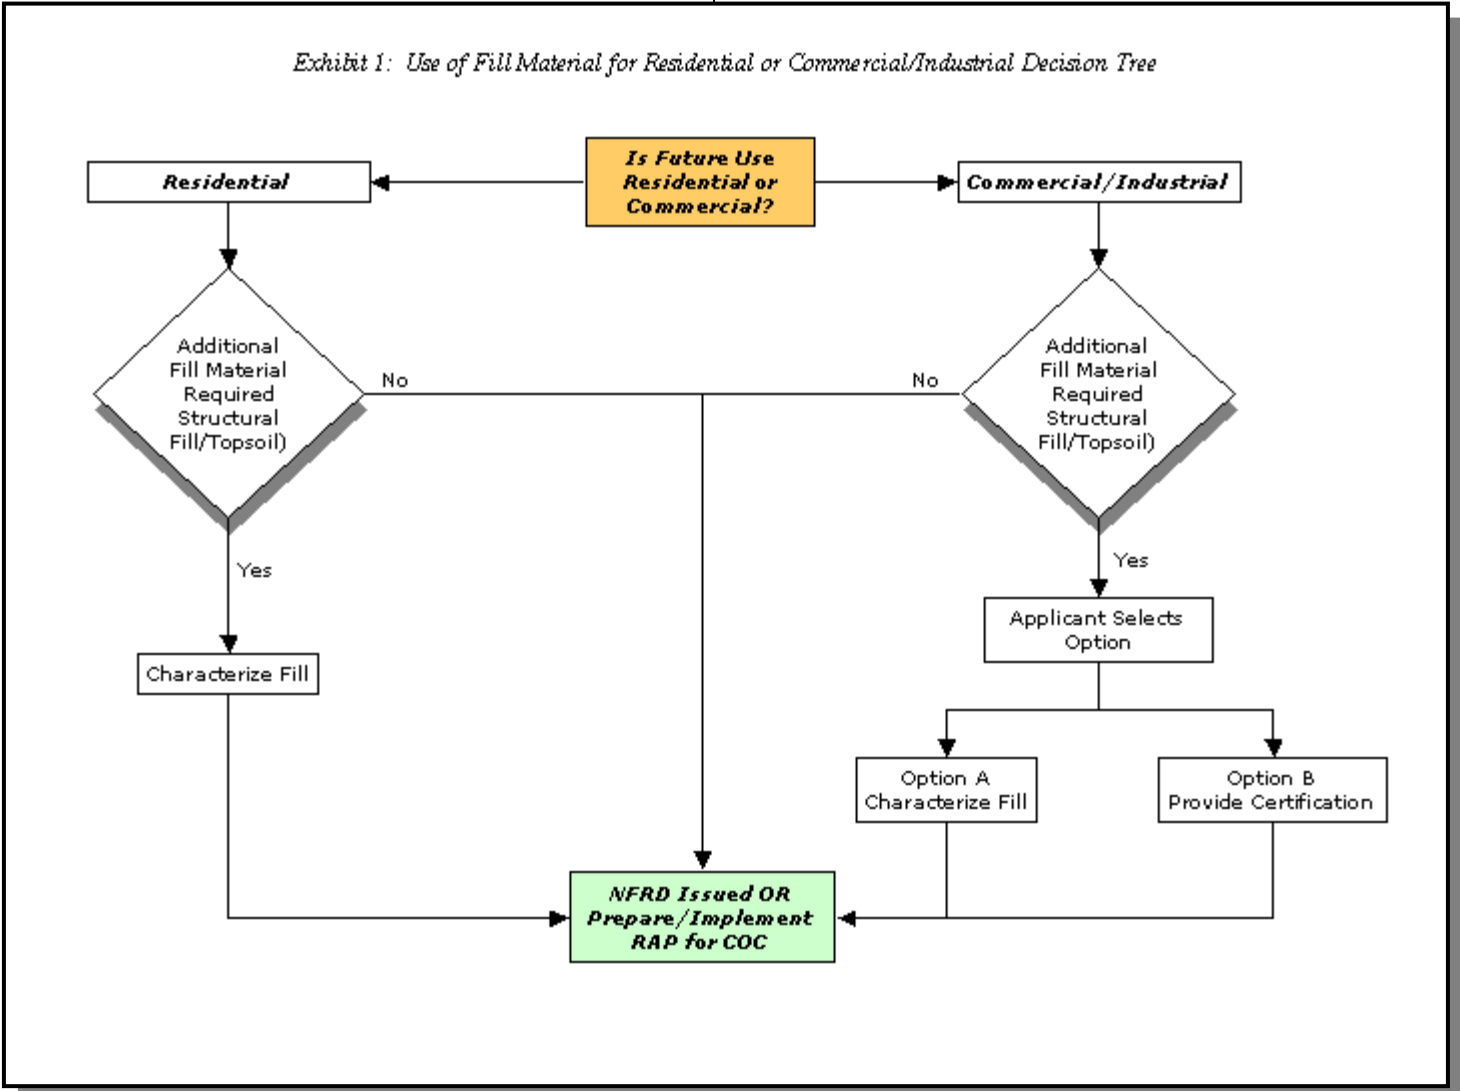 Exhibit 1: Use of Fill Material for Residential or Commercial/Industrial Decision Tree
Is Future Use
Residential or
Commercial?
Residential
Commercial/Industrial
Additional
Fill Material
Required
Structural
Fill/Topsoil)
No
No
Additional
Fill Material
Required
Structural
Fill/Topsoil)
Yes
Yes
Applicant Selects
Option
Characterize Fill
Option A
Characterize Fill
Option B
Provide Certification
NFRD Issued OR
Prepare/Implement
RAP for COC